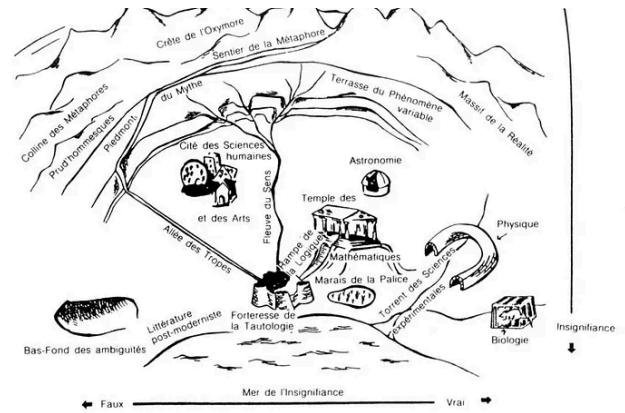 Crête de l'Oxymore
Sentier de la Métaphore
Colline des Métaphores
Prud'hommesques
Piedmont
du Mythe
Terrasse du Phénomène
variable
Massif de la Réalité
Cité des Sciences
humaines
et des Arts
Astronomie
Fleuve du Sens
Temple des
Mathématiques
Rampe de
la Logique
Physique
Allée des Tropes
Marais de la Palice
Torrent des Sciences
expérimentales
Forteresse de
la Tautologie
Littérature
post-moderniste
Bas-Fond des ambiguités
?
Biologie
Insignifiance
Mer de l'Insignifiance
Faux
Vrai